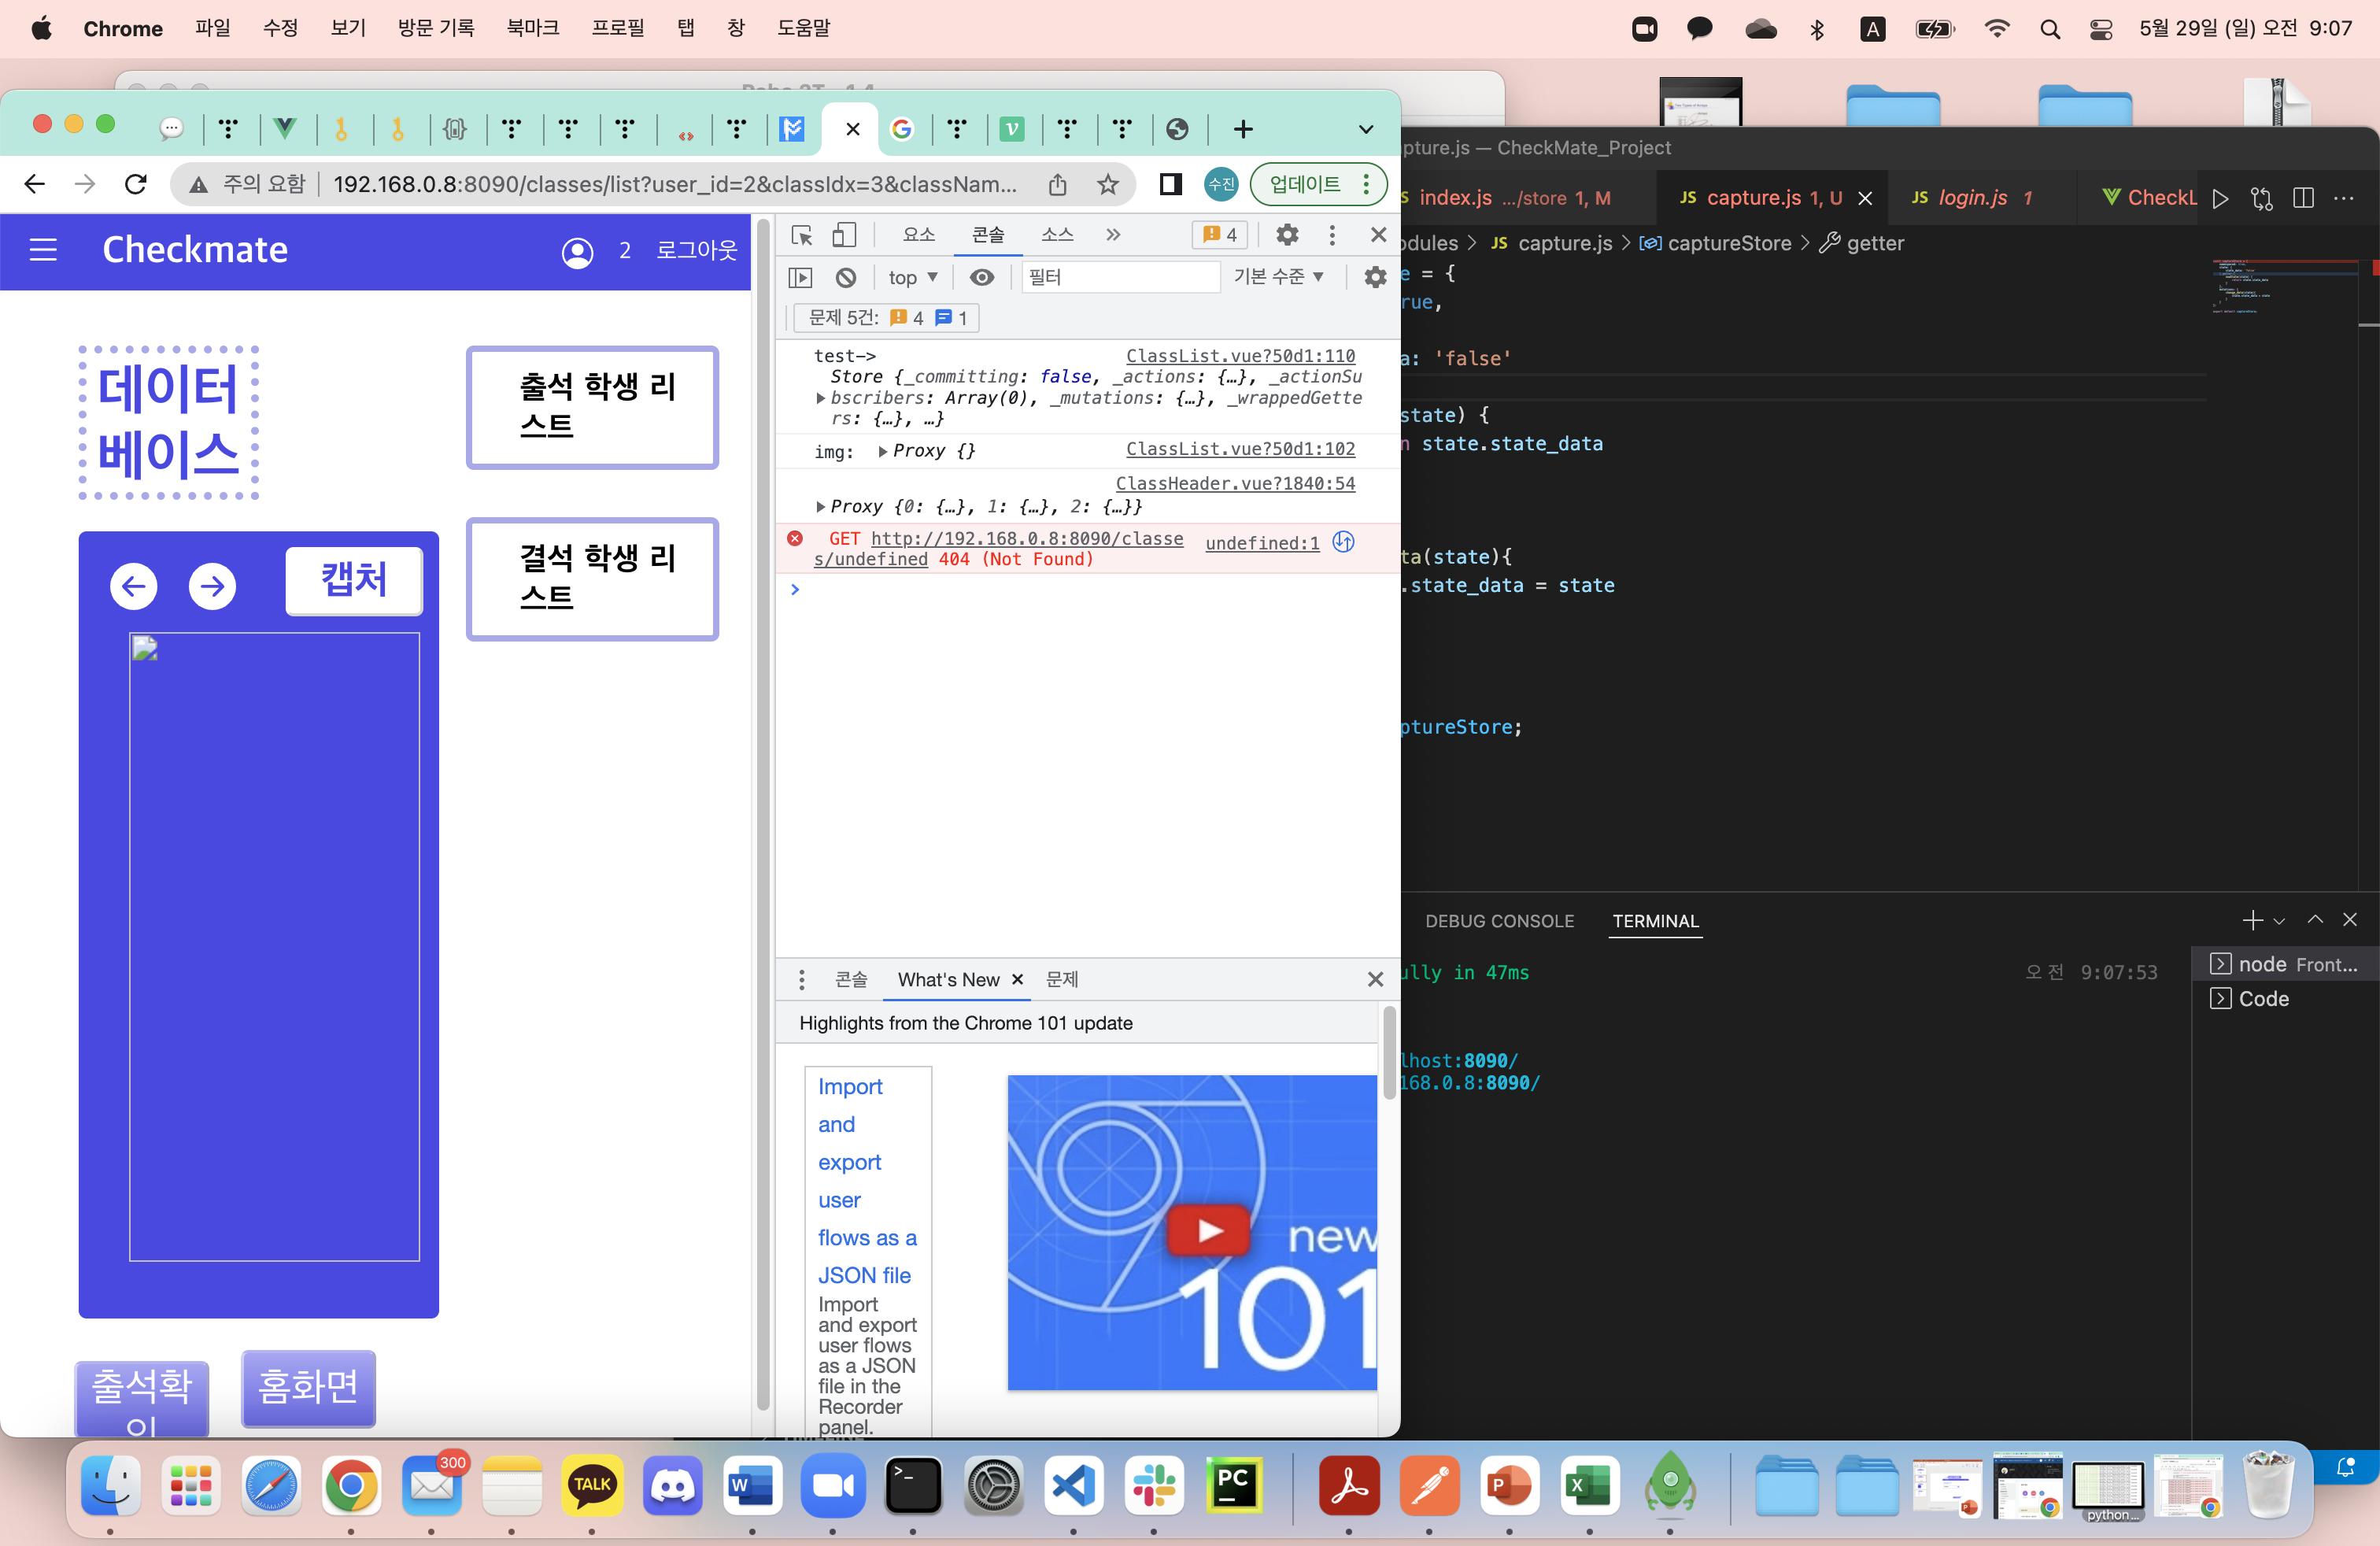 Chrome 파일 수정 보기 방문 기록 북마크 프로필 탭 창 도움말
A 5월 29일 (일) 오전 9:07
주의 요함 192.168.0.8:8090/classes/list?user_id=2&classIdx=3&classNam... 수진 업데이트
Checkmate 2 로그아웃
데이터
베이스
출석 학생 리
스트
결석 학생 리
스트
캡처
출석확
인
홈화면
요소 콘솔 소스 4
top 필터 기본 수준
문제 5건: 4 1
test-> ClassList.vue?50d1:110
Store {_committing: false, _actions: {…}, _actionSu
bscribers: Array(0), _mutations: {…}, _wrappedGette
rs: {…}, …}
img: Proxy {} ClassList.vue?50d1:102
ClassHeader.vue?1840:54
Proxy {0: {…}, 1: {…}, 2: {…}}
GET http://192.168.0.8:8090/classe undefined:1
s/undefined 404 (Not Found)
콘솔 What's New 문제
Highlights from the Chrome 101 update
Import
and
export
user
flows as a
JSON file
Import
and export
user flows
as a JSON
file in the
Recorder
panel.
new
101
pture.js — CheckMate_Project
JS index.js .../store 1, M JS capture.js 1, U JS login.js 1 CheckL
odules JS capture.js captureStore getter
e = {
rue,
a: 'false'
state) {
n state.state_data
ta(state){
.state_data = state
ptureStore;
DEBUG CONSOLE TERMINAL
ully in 47ms 오전 9:07:53
lhost:8090/
168.0.8:8090/
node Front...
Code
300
TALK
W
PC
P
X
python...